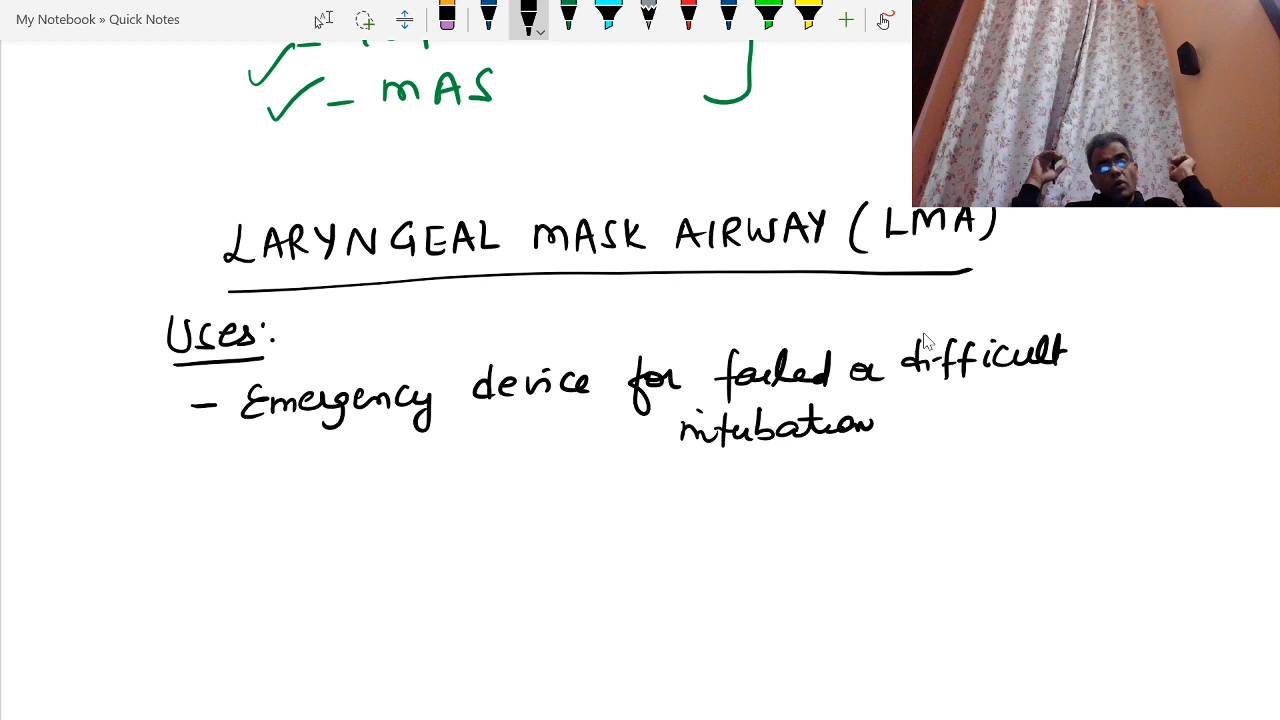 My Notebook » Quick Notes
- MAS
LARYNGEAL MASK AIRWAY (LMA)
Uses:
- Emergency device for failed or difficult
intubation